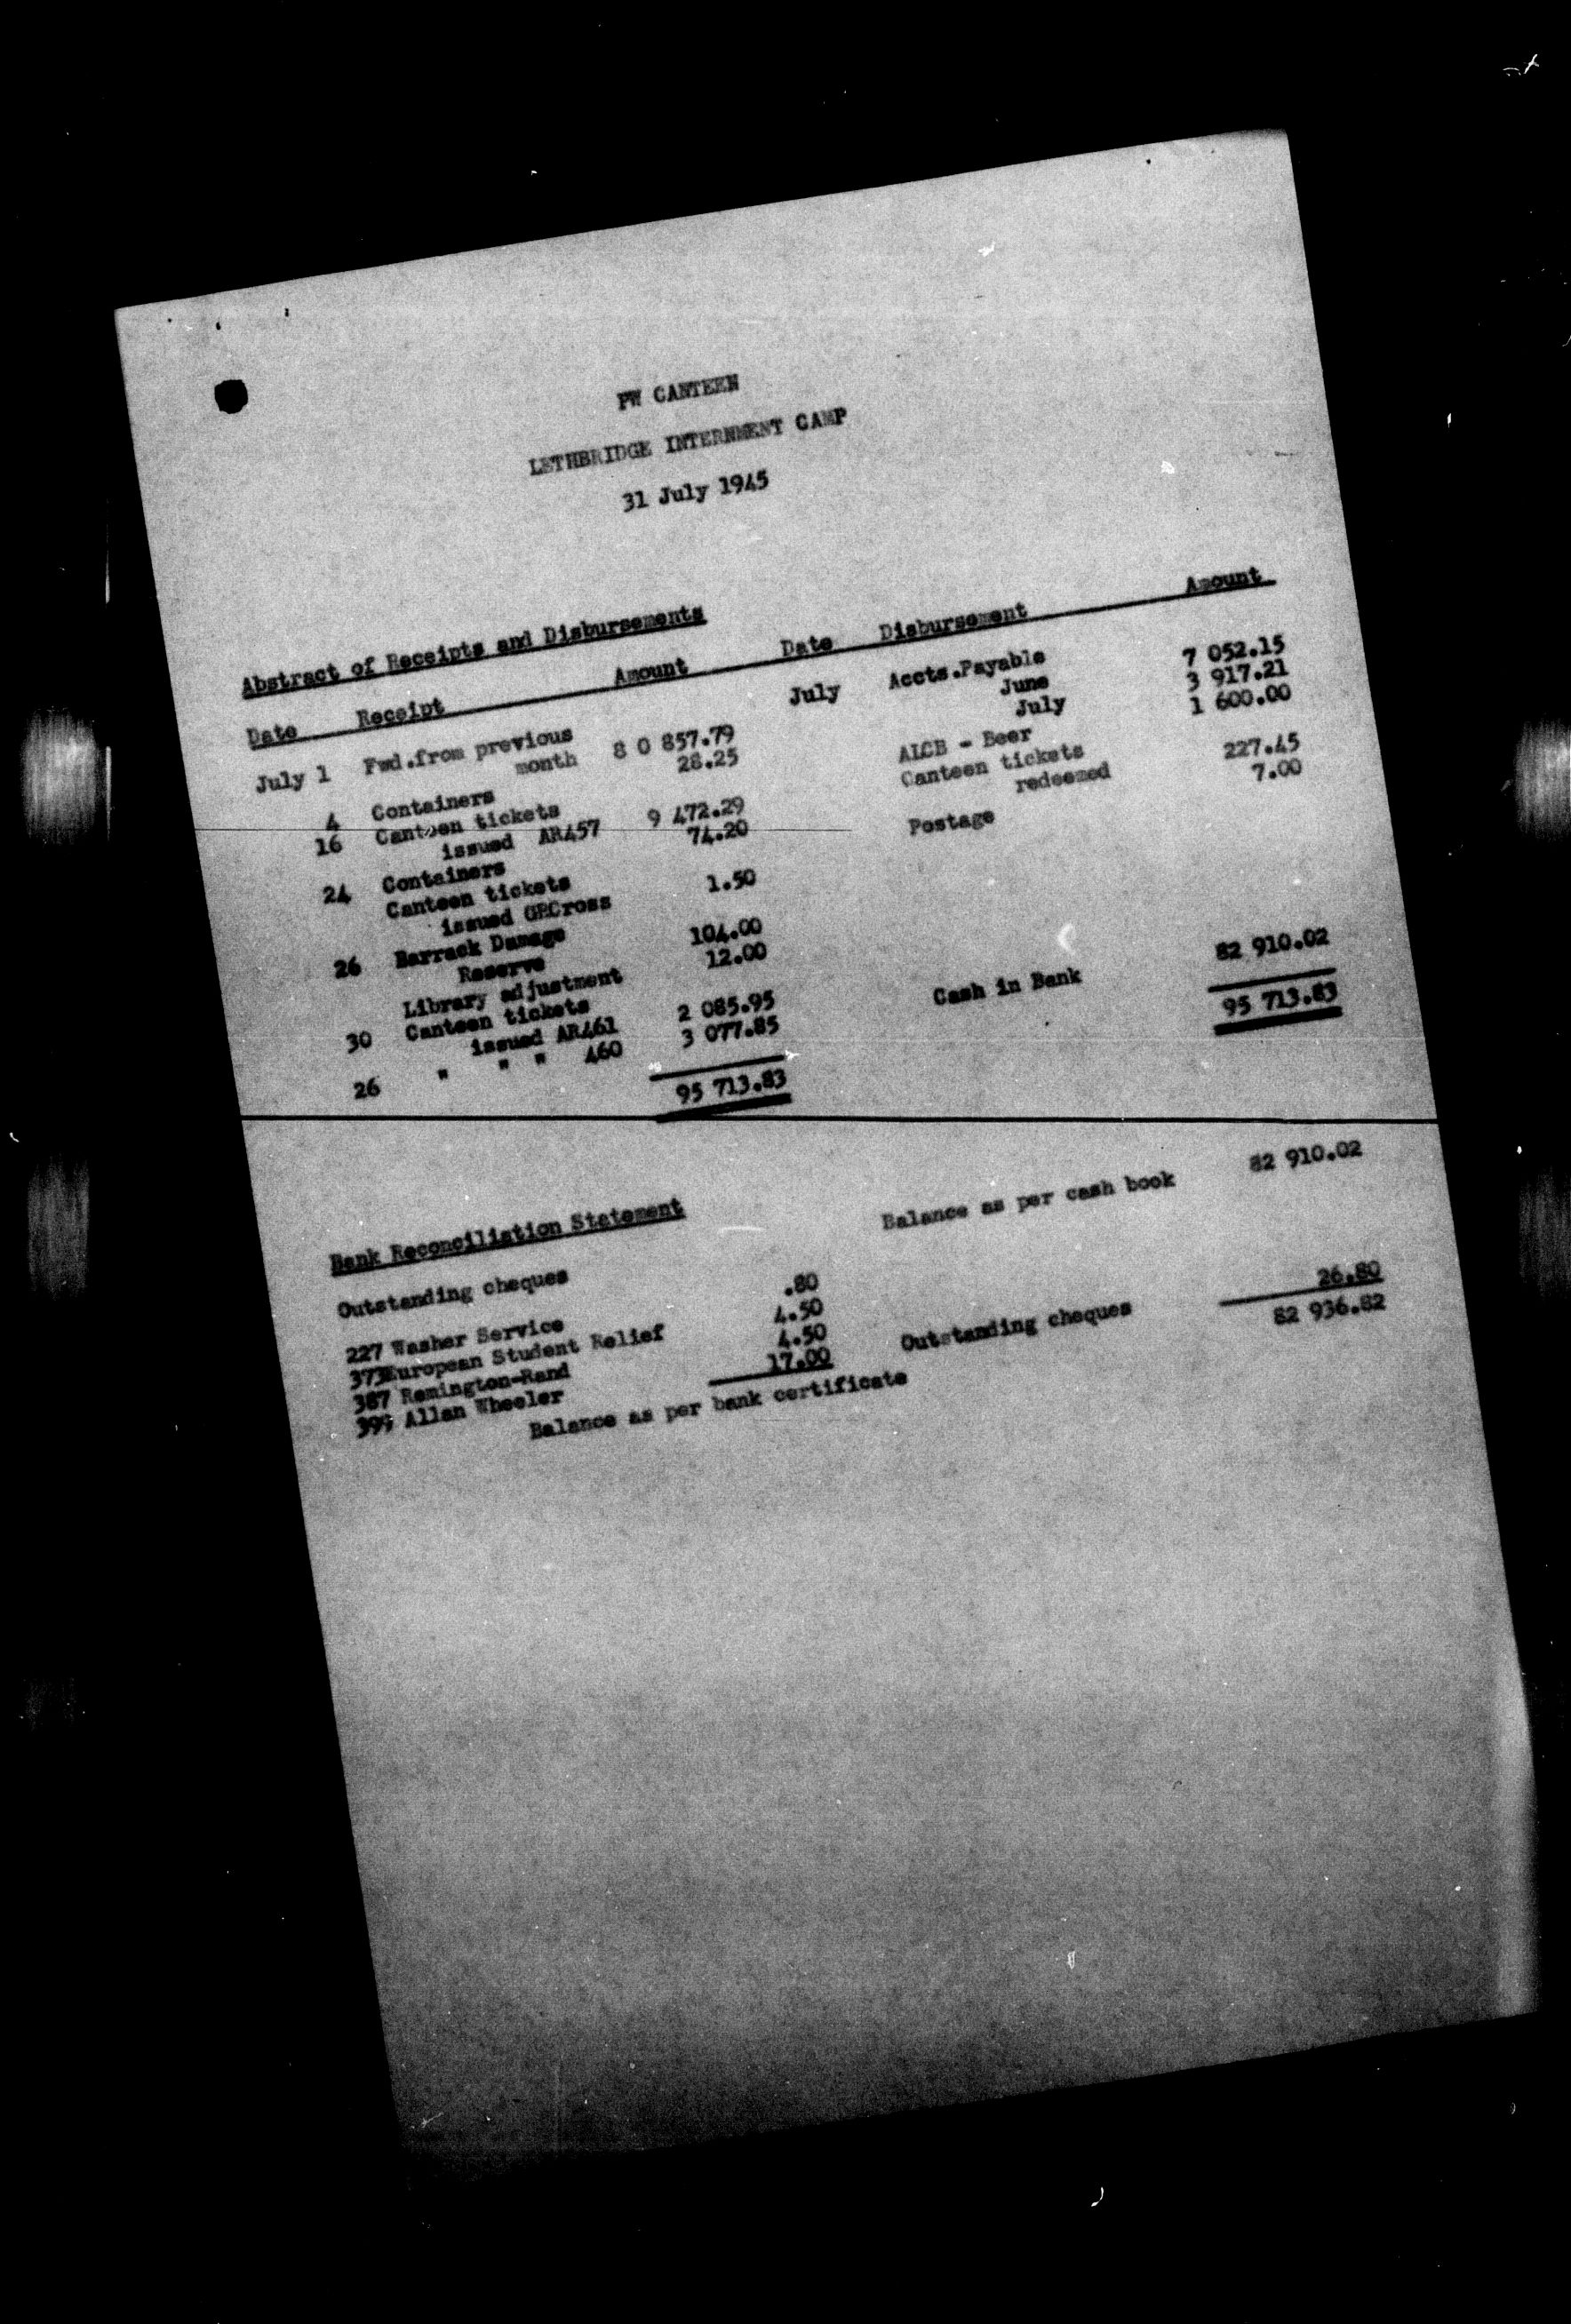 PW CANTEEN
LETHBRIDGE INTERNMENT CAMP
31 July 1945
Abstract of Receipts and Disbursements
Date Receipt Amount Date Disbursement Amount
July 1 Fwd.from previous
month 8 0 857.79
4 Containers 28.25
16 Canteen tickets
issued AR457 9 472.29
24 Containers 74.20
Canteen tickets
issued GRCross 1.50
26 Barrack Damage
Reserve 104.00
Library adjustment 12.00
30 Canteen tickets
issued AR461 2 085.95
26 " " " 460 3 077.85
95 713.83
July Accts.Payable
June 7 052.15
July 3 917.21
ALCB - Beer 1 600.00
Canteen tickets
redeemed 227.45
Postage 7.00
Cash in Bank 82 910.02
95 713.83
Bank Reconciliation Statement
Outstanding cheques
227 Washer Service .80
373 European Student Relief 4.50
387 Remington-Rand 4.50
399 Allan Wheeler 17.00
Balance as per bank certificate
Balance as per cash book 82 910.02
Outstanding cheques 26.80
82 936.82